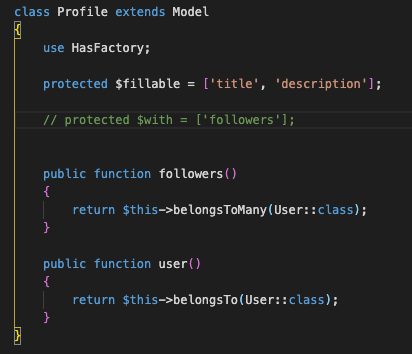 class Profile extends Model
{
    use HasFactory;
    protected $fillable = ['title', 'description'];
    // protected $with = ['followers'];
    public function followers()
    {
        return $this->belongsToMany(User::class);
    }
    public function user()
    {
        return $this->belongsTo(User::class);
    }
}